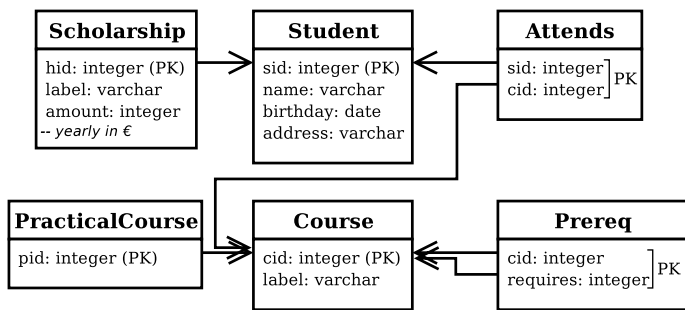 Scholarship
hid: integer (PK)
label: varchar
amount: integer
-- yearly in €
Student
sid: integer (PK)
name: varchar
birthday: date
address: varchar
Attends
sid: integer
cid: integer
PK
PracticalCourse
pid: integer (PK)
Course
cid: integer (PK)
label: varchar
Prereq
cid: integer
requires: integer
PK